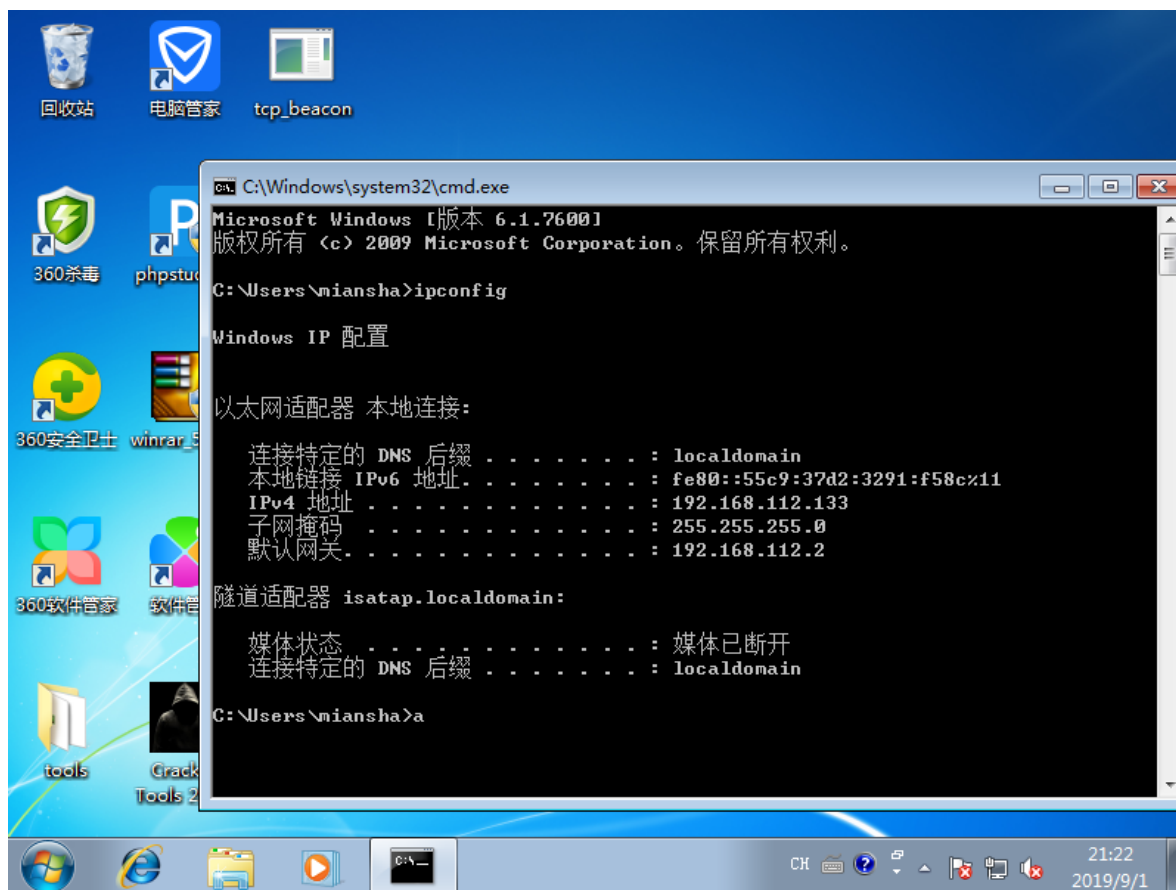 回收站
电脑管家
tcp_beacon
360杀毒
phpstud
360安全卫士
winrar_5
360软件管家
软件管
tools
Crack
Tools 2
C:\Windows\system32\cmd.exe
Microsoft Windows [版本 6.1.7600]
版权所有 (c) 2009 Microsoft Corporation。保留所有权利。
C:\Users\miansha>ipconfig
Windows IP 配置
以太网适配器 本地连接:
连接特定的 DNS 后缀 . . . . . . . : localdomain
本地链接 IPv6 地址. . . . . . . . : fe80::55c9:37d2:3291:f58c%11
IPv4 地址 . . . . . . . . . . . . : 192.168.112.133
子网掩码 . . . . . . . . . . . . : 255.255.255.0
默认网关. . . . . . . . . . . . . : 192.168.112.2
隧道适配器 isatap.localdomain:
媒体状态 . . . . . . . . . . . . : 媒体已断开
连接特定的 DNS 后缀 . . . . . . . : localdomain
C:\Users\miansha>a
CH
21:22
2019/9/1